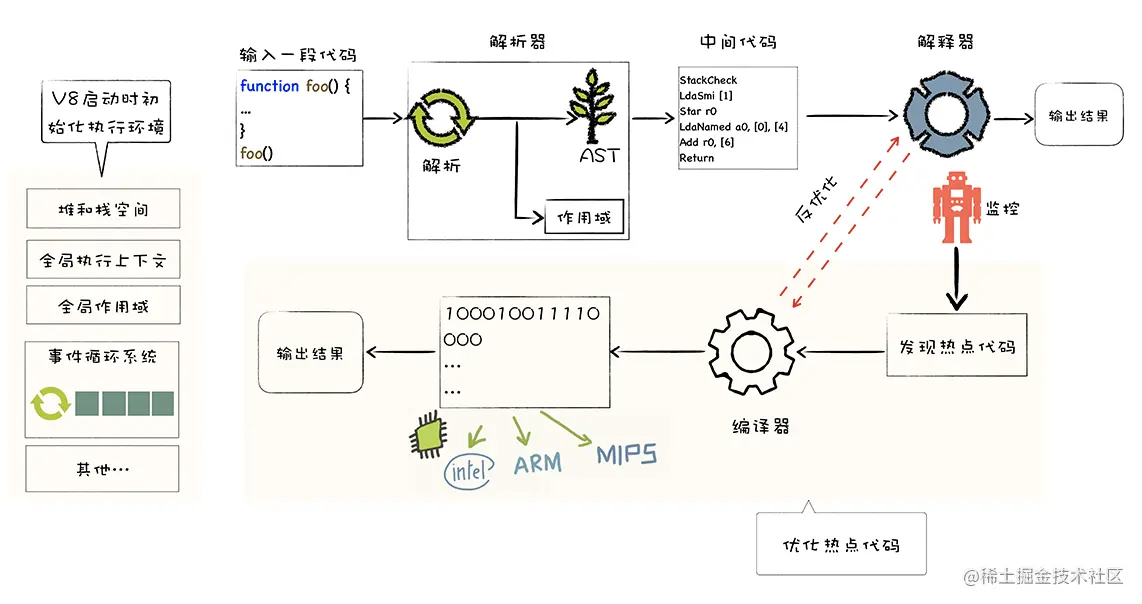 V8启动时初
始化执行环境
堆和栈空间
全局执行上下文
全局作用域
事件循环系统
其他…
输入一段代码
function foo() {
…
}
foo()
解析器
解析
AST
作用域
中间代码
StackCheck
LdaSmi [1]
Star r0
LdaNamed a0, [0], [4]
Add r0, [6]
Return
解释器
输出结果
反优化
监控
发现热点代码
编译器
100010011110
000
…
…
intel
ARM
MIPS
输出结果
优化热点代码
@稀土掘金技术社区